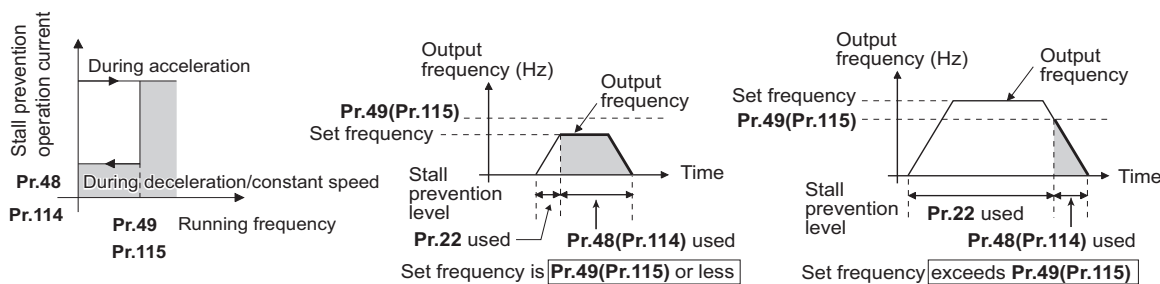 Stall prevention
operation current
During acceleration
Pr.48
During deceleration/constant speed
Pr.114
Pr.49
Running frequency
Pr.115
Output
frequency (Hz)
Output
frequency
Pr.49(Pr.115)
Set frequency
Time
Stall
prevention
level
Pr.22 used
Pr.48(Pr.114) used
Set frequency is Pr.49(Pr.115) or less
Output
frequency (Hz)
Output
frequency
Set frequency
Pr.49(Pr.115)
Time
Stall
prevention
level
Pr.22 used
Pr.48(Pr.114) used
Set frequency exceeds Pr.49(Pr.115)